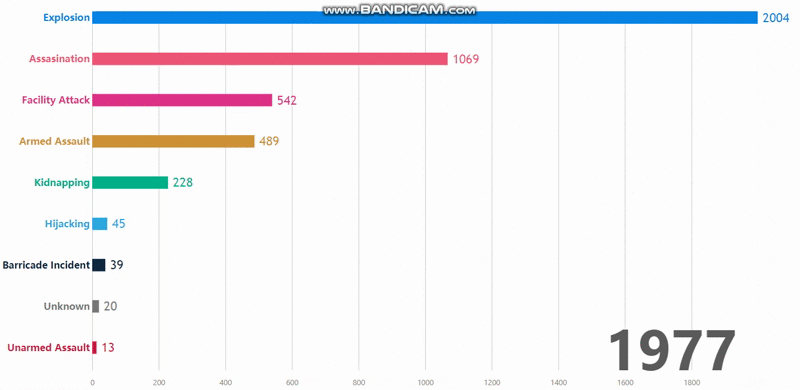 www.BANDICAM.com
Explosion 2004
Assasination 1069
Facility Attack 542
Armed Assault 489
Kidnapping 228
Hijacking 45
Barricade Incident 39
Unknown 20
Unarmed Assault 13
1977
0 200 400 600 800 1000 1200 1400 1600 1800